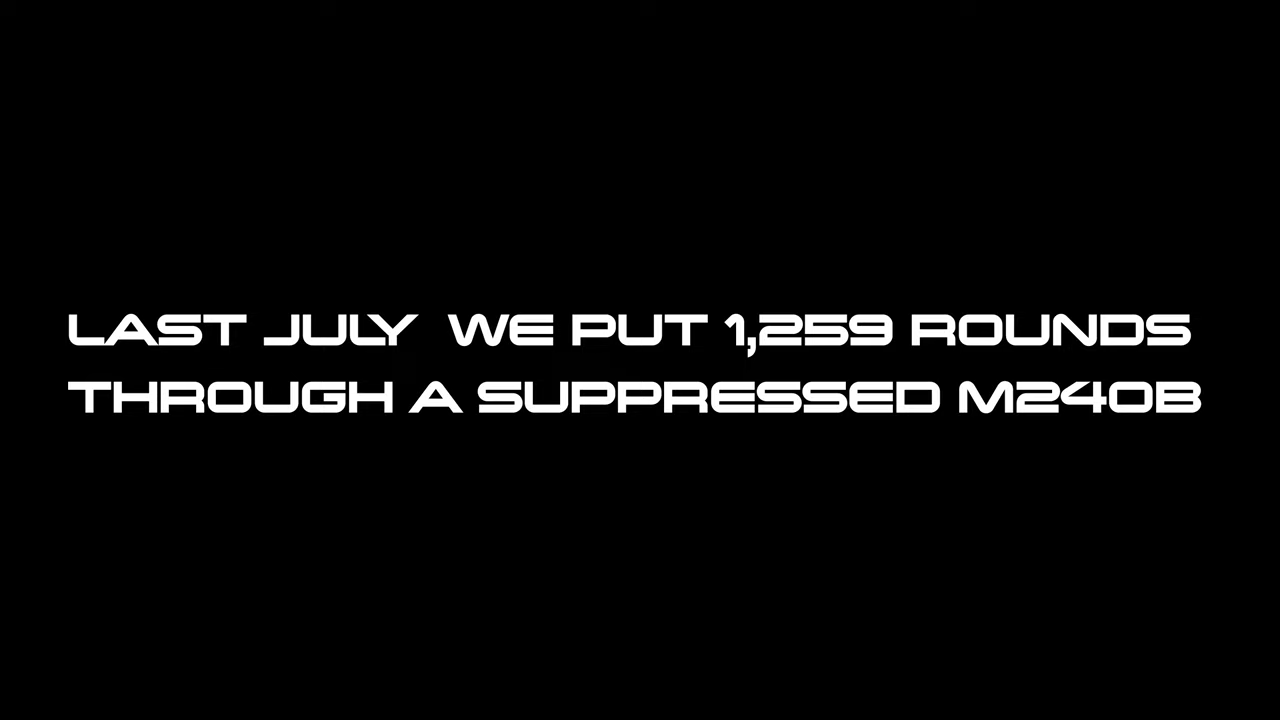 LAST JULY  WE PUT 1,259 ROUNDS
THROUGH A SUPPRESSED M240B